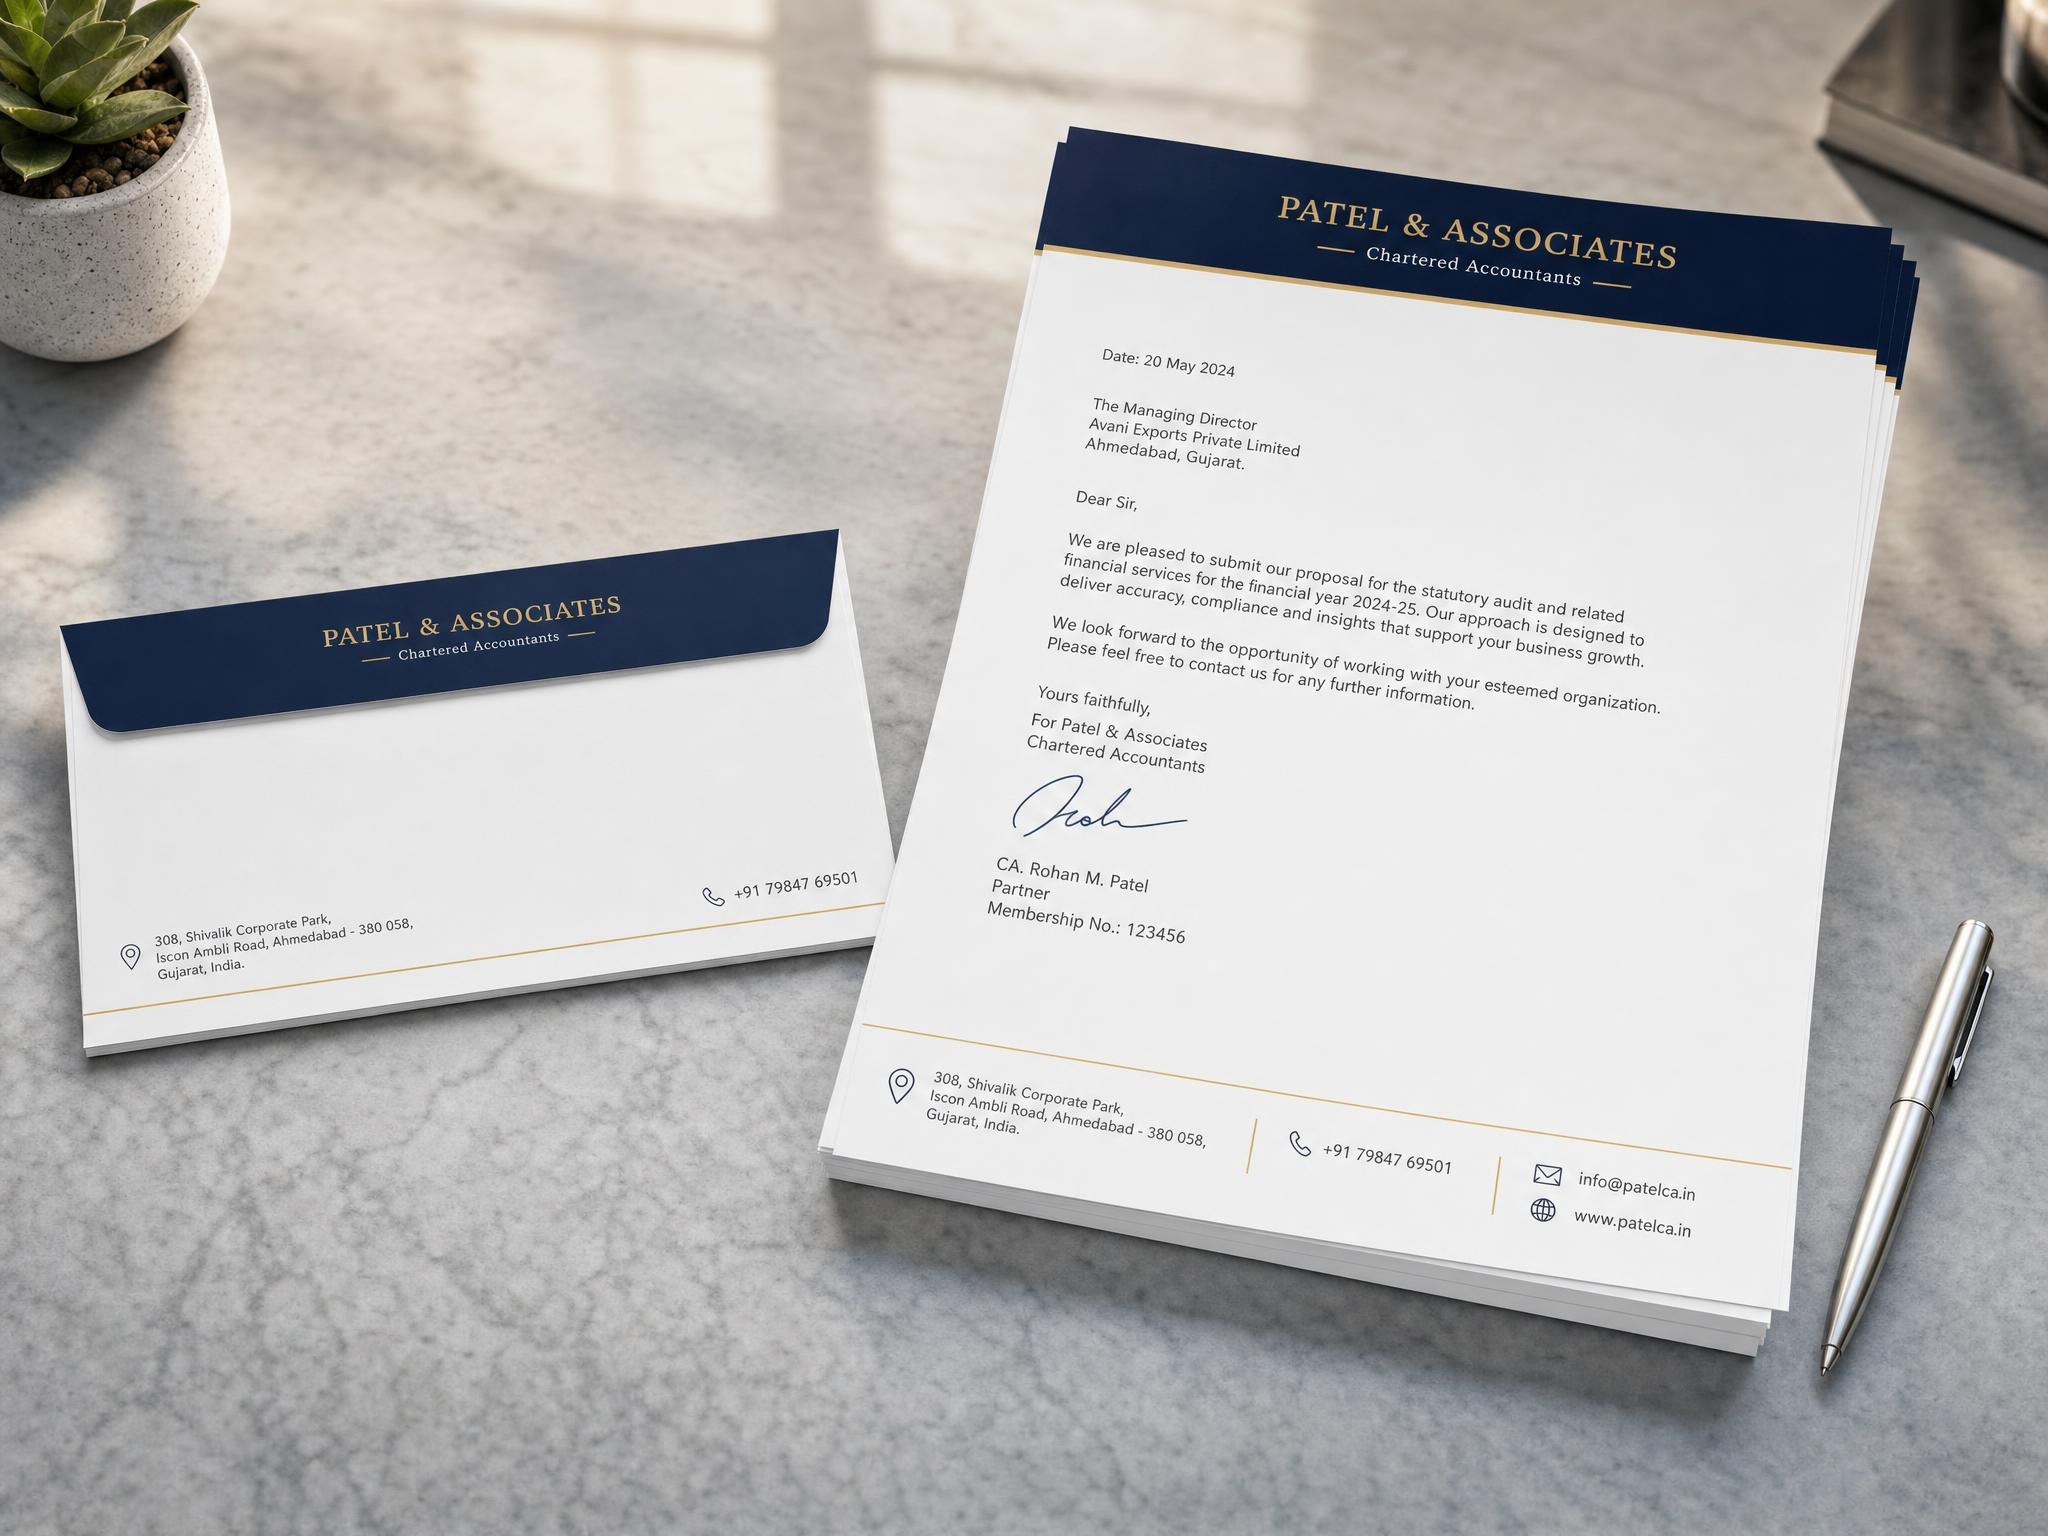 PATEL & ASSOCIATES
Chartered Accountants
308, Shivalik Corporate Park,
Iscon Ambli Road, Ahmedabad - 380 058,
Gujarat, India.
+91 79847 69501
PATEL & ASSOCIATES
Chartered Accountants
Date: 20 May 2024
The Managing Director
Avani Exports Private Limited
Ahmedabad, Gujarat.
Dear Sir,
We are pleased to submit our proposal for the statutory audit and related
financial services for the financial year 2024-25. Our approach is designed to
deliver accuracy, compliance and insights that support your business growth.
We look forward to the opportunity of working with your esteemed organization.
Please feel free to contact us for any further information.
Yours faithfully,
For Patel & Associates
Chartered Accountants
CA. Rohan M. Patel
Partner
Membership No.: 123456
308, Shivalik Corporate Park,
Iscon Ambli Road, Ahmedabad - 380 058,
Gujarat, India.
+91 79847 69501
info@patelca.in
www.patelca.in